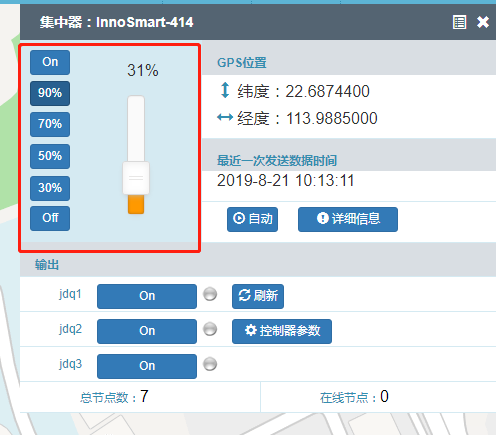 集中器：InnoSmart-414
On
31%
90%
70%
50%
30%
Off
GPS位置
纬度：22.6874400
经度：113.9885000
最近一次发送数据时间
2019-8-21 10:13:11
自动 详细信息
输出
jdq1 On 刷新
jdq2 On 控制器参数
jdq3 On
总节点数：7 在线节点：0